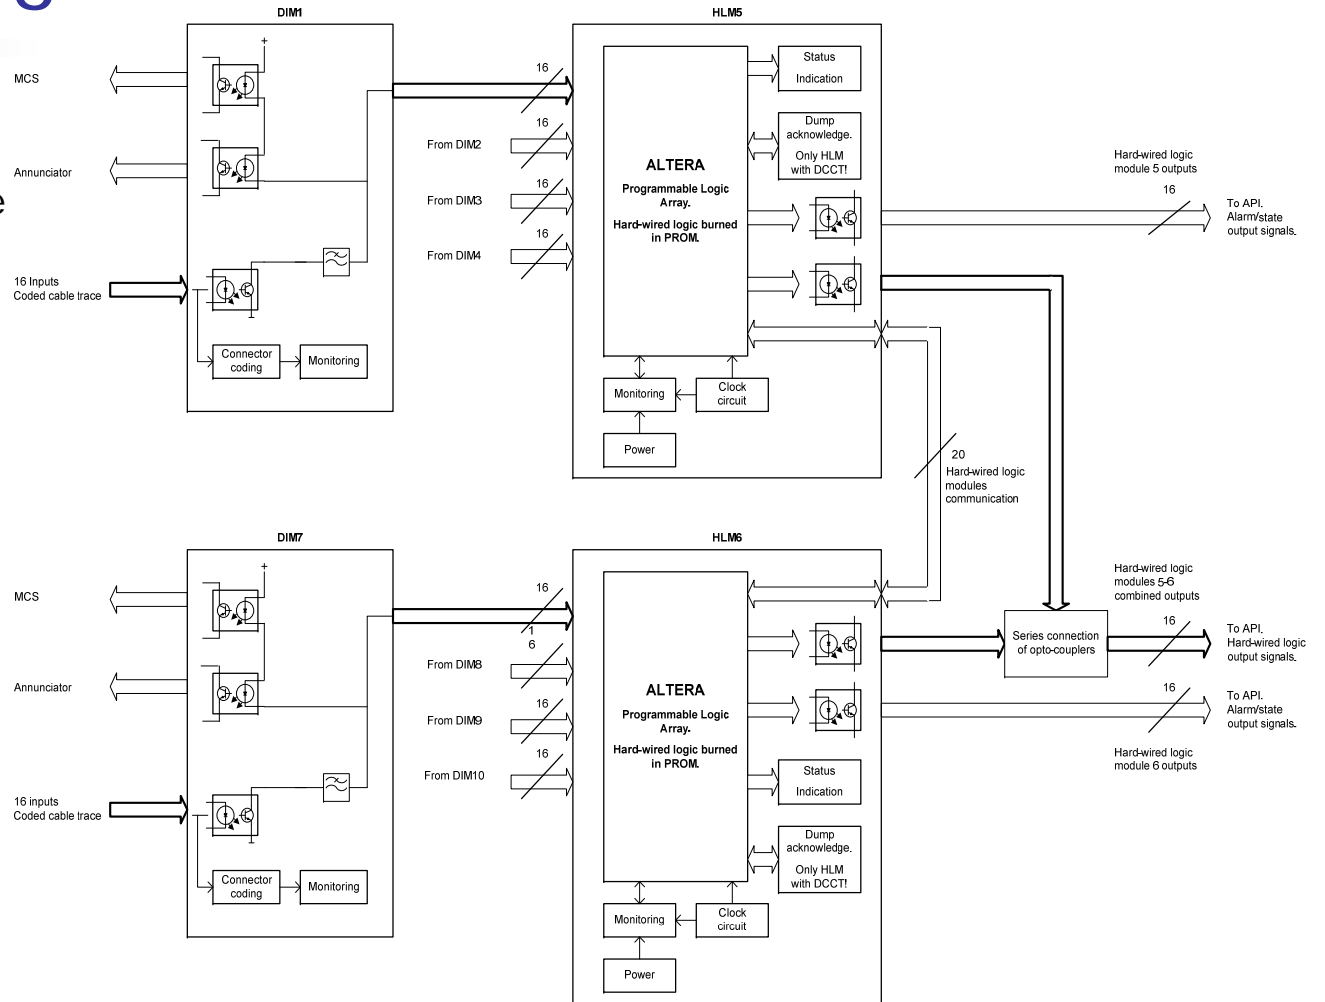 g
e
DIM1
HLM5
MCS
Annunciator
16 Inputs
Coded cable trace
+
Connector
coding
Monitoring
16
From DIM2
16
From DIM3
16
From DIM4
16
ALTERA
Programmable Logic
Array.
Hard-wired logic burned
in PROM.
Status
Indication
Dump
acknowledge.
Only HLM
with DCCT!
Monitoring
Clock
circuit
Power
Hard-wired logic
module 5 outputs
16
To API.
Alarm/state
output signals.
20
Hard-wired logic
modules
communication
DIM7
HLM6
MCS
Annunciator
16 inputs
Coded cable trace
+
Connector
coding
Monitoring
16
1
6
From DIM8
16
From DIM9
16
From DIM10
ALTERA
Programmable Logic
Array.
Hard-wired logic burned
in PROM.
Status
Indication
Dump
acknowledge.
Only HLM
with DCCT!
Monitoring
Clock
circuit
Power
Series connection
of opto-couplers
Hard-wired logic
modules 5-6
combined outputs
16
To API.
Hard-wired logic
output signals.
16
To API.
Alarm/state
output signals.
Hard-wired logic
module 6 outputs